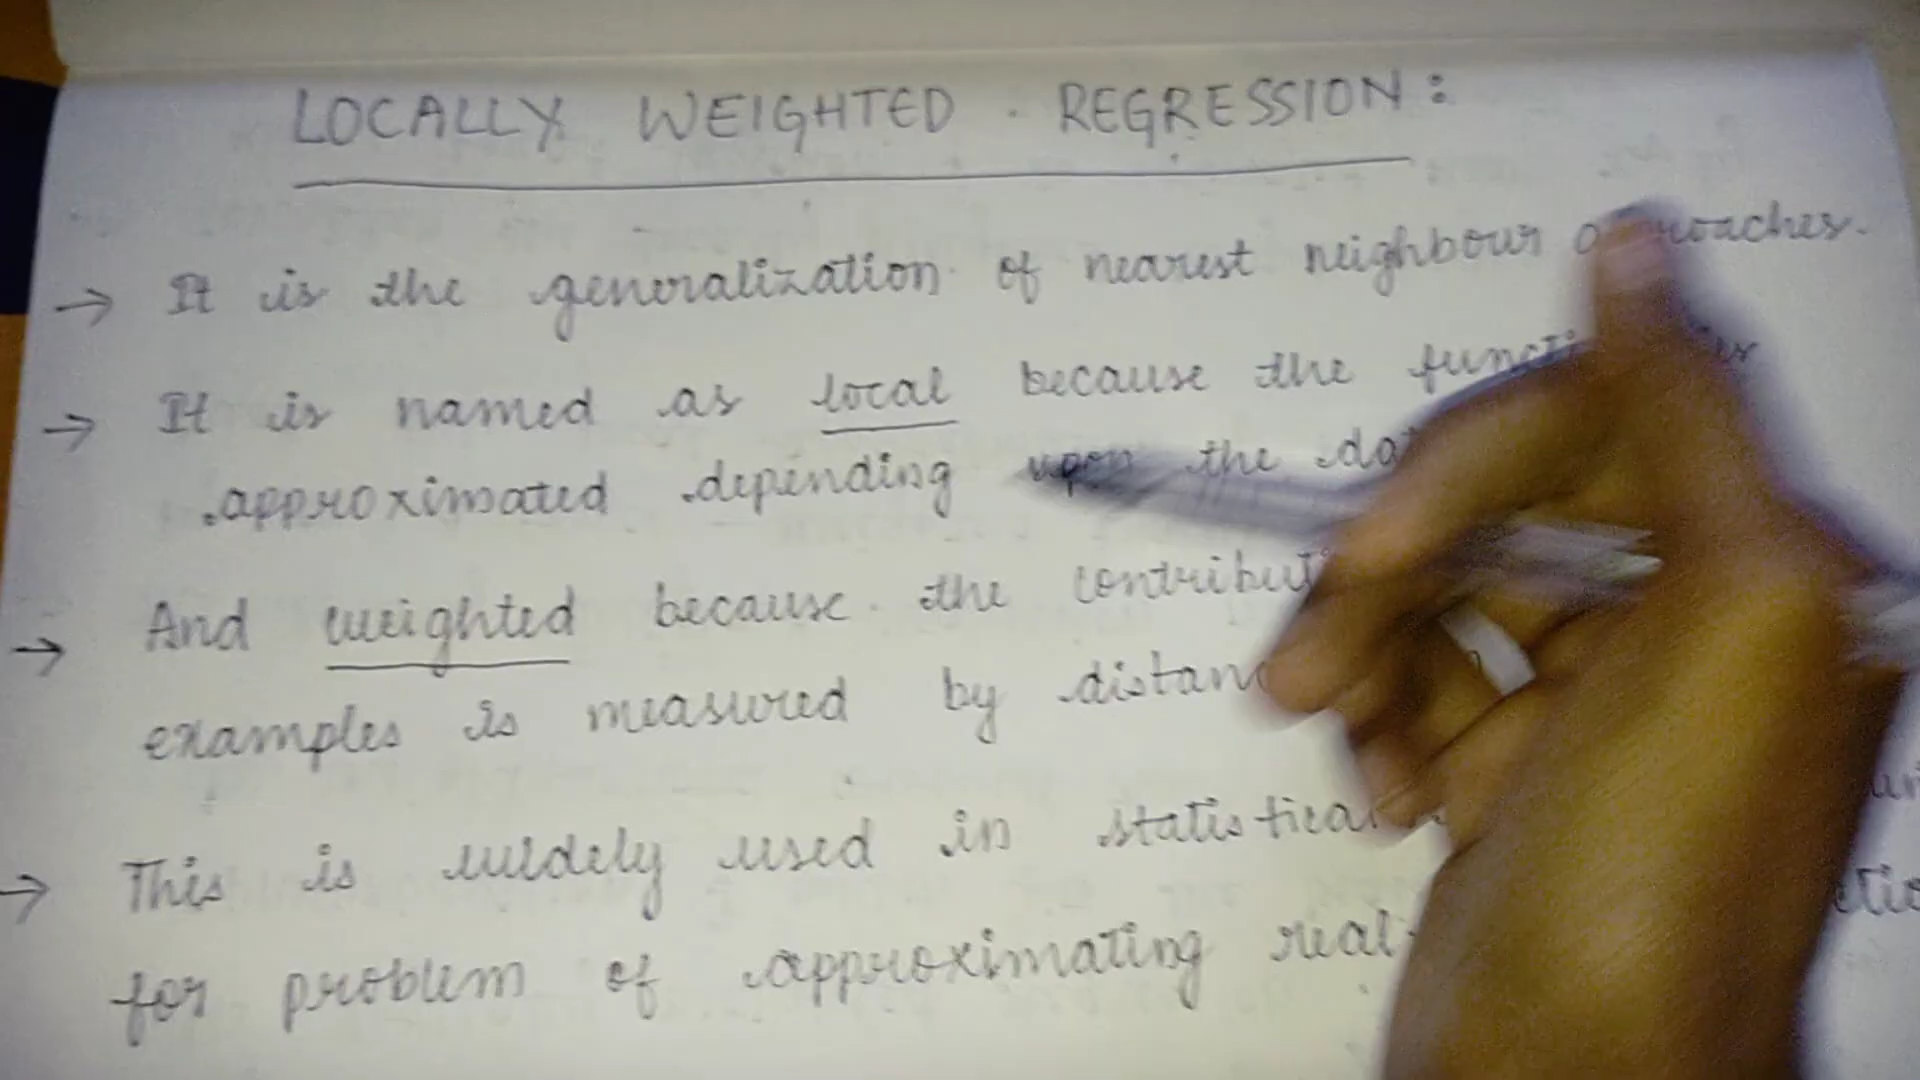 LOCALLY WEIGHTED REGRESSION:
→ It is the generalization of nearest neighbour
→ It is named as local because the
approximated depending upon the
→ And weighted because the
examples is measured by
→ This is widely used in statistical
for problem of approximating real-